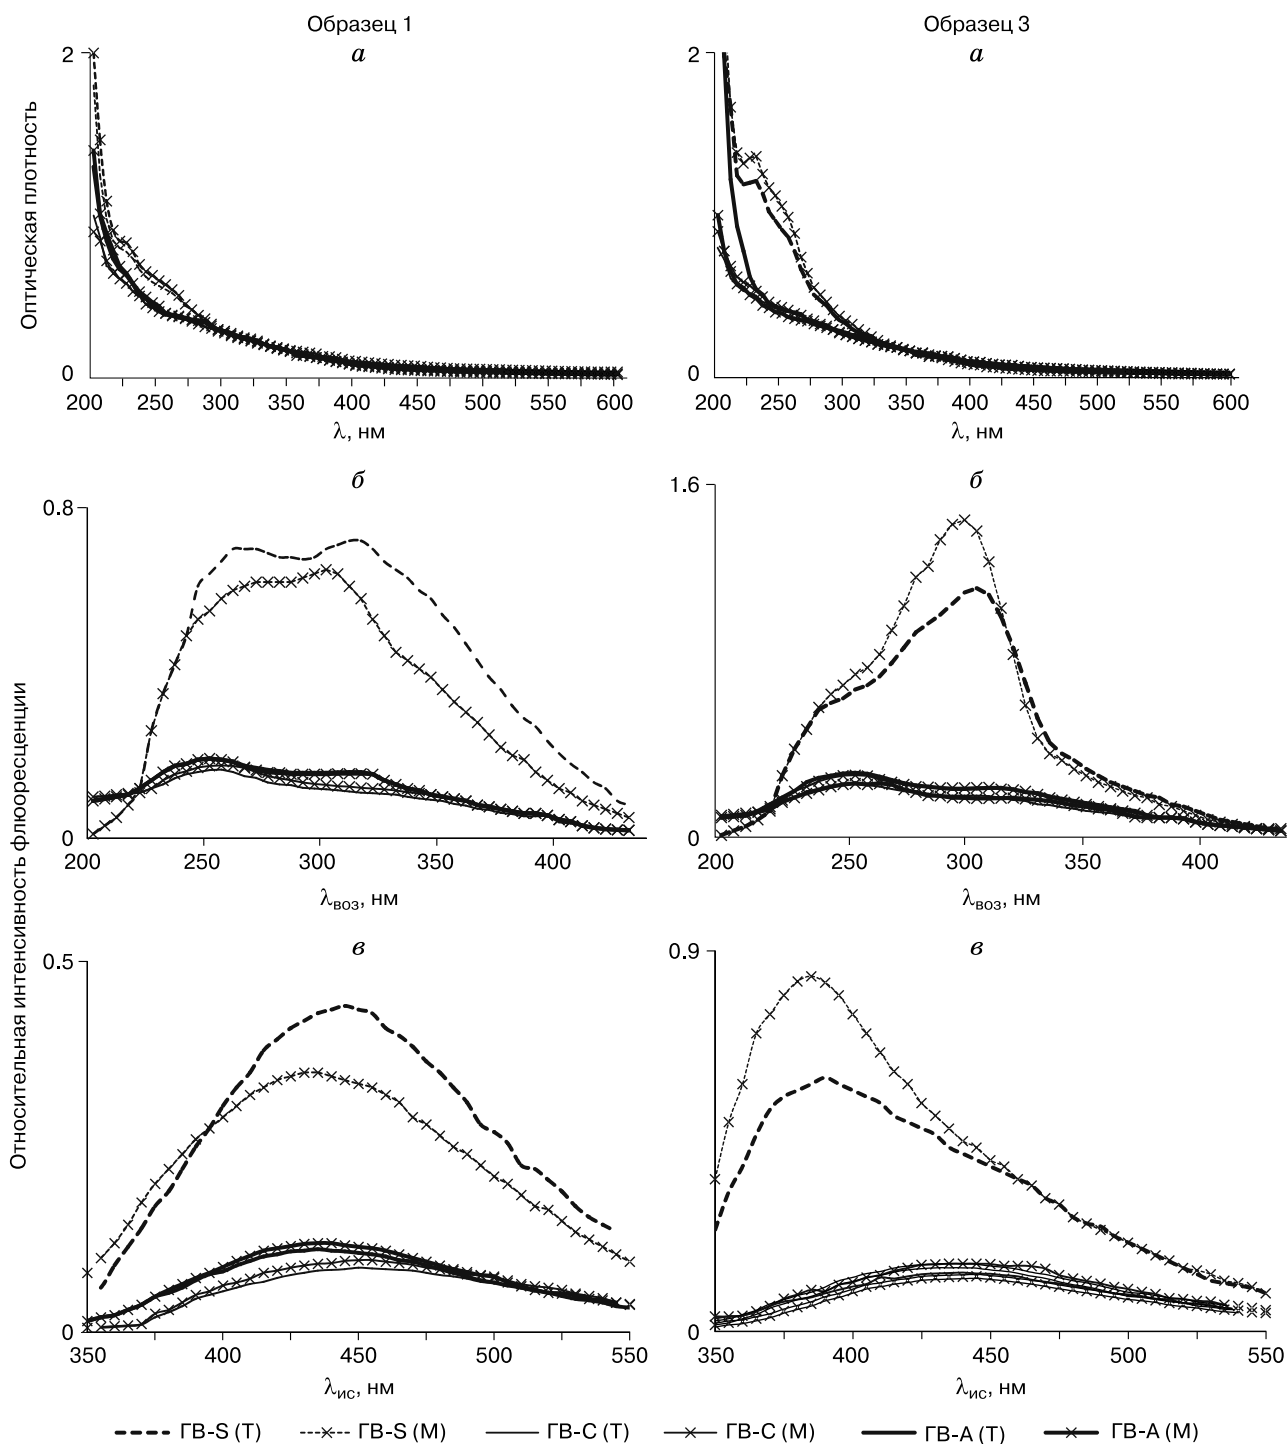 Образец 1
Образец 3
а
а
Оптическая плотность
2
0
200 250 300 350 400 450 500 550 600
λ, нм
2
0
200 250 300 350 400 450 500 550 600
λ, нм
Относительная интенсивность флюоресценции
б
б
0.8
0
200 250 300 350 400
λвоз, нм
1.6
0
200 250 300 350 400
λвоз, нм
в
в
0.5
0
350 400 450 500 550
λис, нм
0.9
0
350 400 450 500 550
λис, нм
ГВ-S (Т) ГВ-S (М) ГВ-С (Т) ГВ-С (М) ГВ-А (Т) ГВ-А (М)